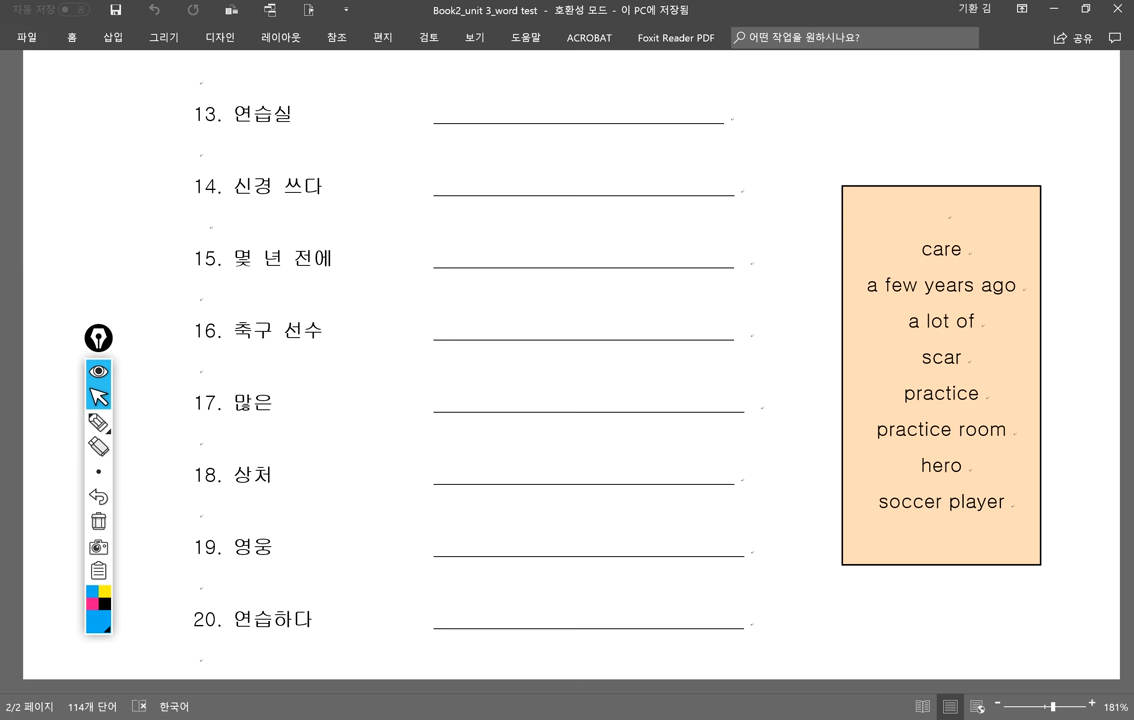 자동 저장 끔
Book2_unit 3_word test - 호환성 모드 - 이 PC에 저장됨
기환 김
파일 홈 삽입 그리기 디자인 레이아웃 참조 편지 검토 보기 도움말 ACROBAT Foxit Reader PDF 어떤 작업을 원하시나요? 공유
13. 연습실
14. 신경 쓰다
15. 몇 년 전에
16. 축구 선수
17. 많은
18. 상처
19. 영웅
20. 연습하다
care
a few years ago
a lot of
scar
practice
practice room
hero
soccer player
2/2 페이지 114개 단어 한국어 181%